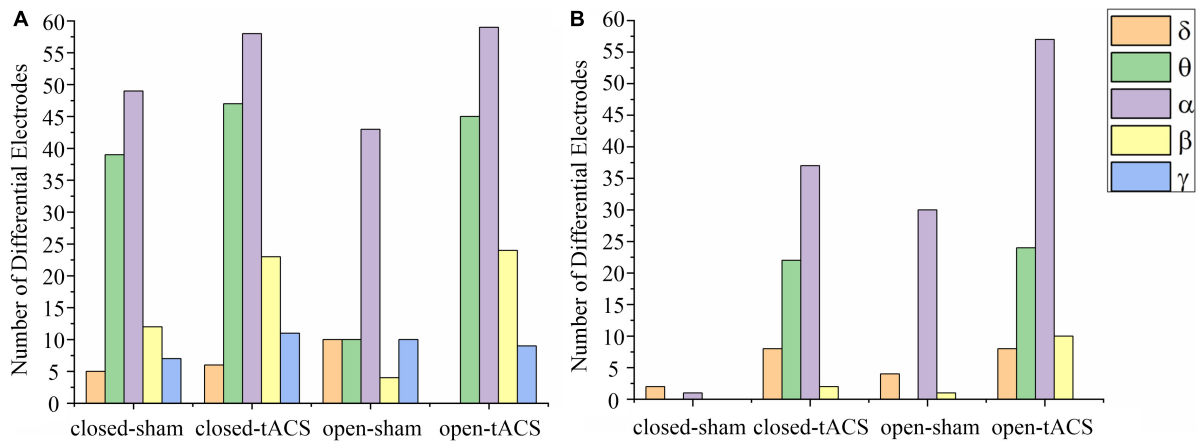 A
Number of Differential Electrodes
60
55
50
45
40
35
30
25
20
15
10
5
0
closed-sham closed-tACS open-sham open-tACS
B
Number of Differential Electrodes
60
55
50
45
40
35
30
25
20
15
10
5
0
closed-sham closed-tACS open-sham open-tACS
δ
θ
α
β
γ